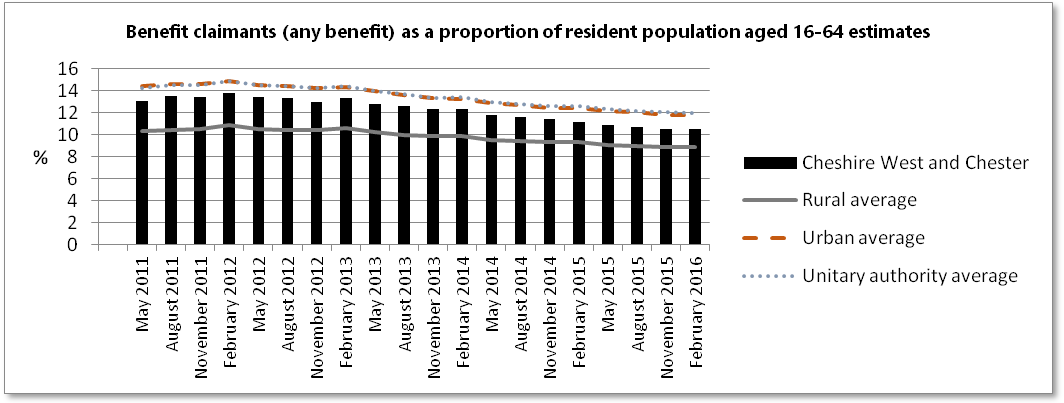 Benefit claimants (any benefit) as a proportion of resident population aged 16-64 estimates
16
14
12
10
8
6
4
2
0
%
May 2011
August 2011
November 2011
February 2012
May 2012
August 2012
November 2012
February 2013
May 2013
August 2013
November 2013
February 2014
May 2014
August 2014
November 2014
February 2015
May 2015
August 2015
November 2015
February 2016
Cheshire West and Chester
Rural average
Urban average
Unitary authority average